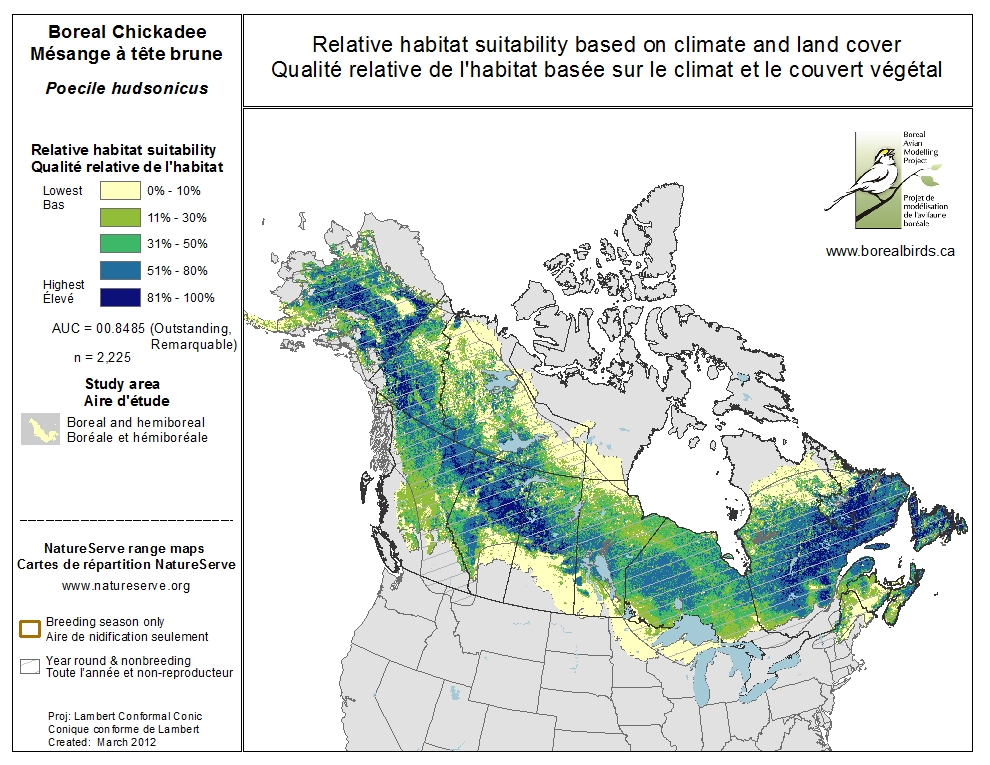 Boreal Chickadee
Mésange à tête brune
Poecile hudsonicus
Relative habitat suitability based on climate and land cover
Qualité relative de l'habitat basée sur le climat et le couvert végétal
Relative habitat suitability
Qualité relative de l'habitat
Lowest
Bas
0% - 10%
11% - 30%
31% - 50%
51% - 80%
Highest
Élevé
81% - 100%
AUC = 00.8485 (Outstanding,
Remarquable)
n = 2,225
Study area
Aire d'étude
Boreal and hemiboreal
Boréale et hémiboréale
NatureServe range maps
Cartes de répartition NatureServe
www.natureserve.org
Breeding season only
Aire de nidification seulement
Year round & nonbreeding
Toute l'année et non-reproducteur
Proj: Lambert Conformal Conic
Conique conforme de Lambert
Created: March 2012
Boreal
Avian
Modelling
Project
Projet de
modélisation
de l'avifaune
boréale
www.borealbirds.ca